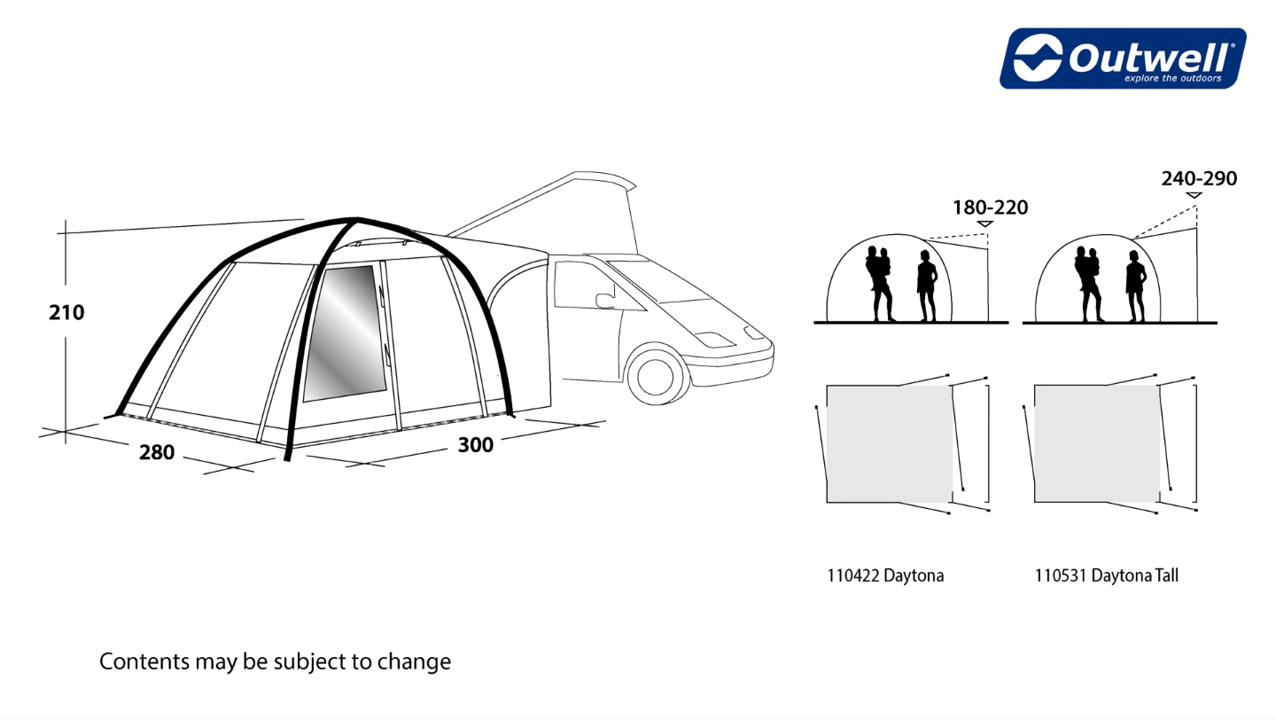 Outwell®
explore the outdoors
240-290
180-220
210
280
300
110422 Daytona
110531 Daytona Tall
Contents may be subject to change